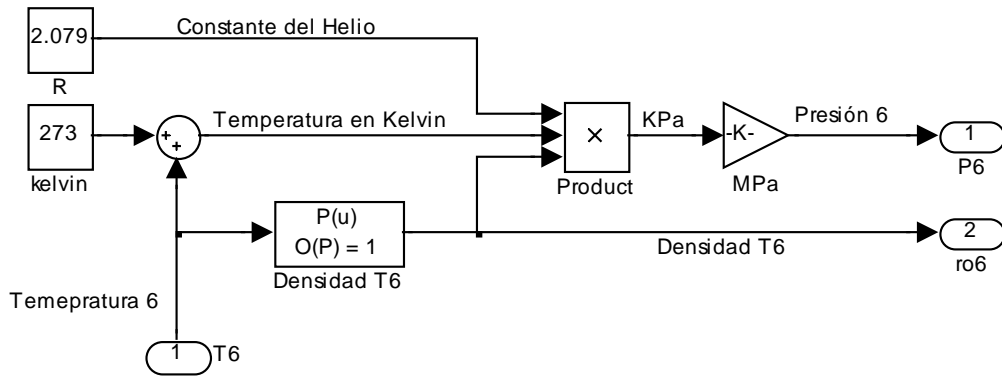 2.079
R
Constante del Helio
273
kelvin
+
+
Temperatura en Kelvin
×
Product
KPa
-K-
MPa
Presión 6
1
P6
P(u)
O(P) = 1
Densidad T6
Densidad T6
2
ro6
Temepratura 6
1
T6